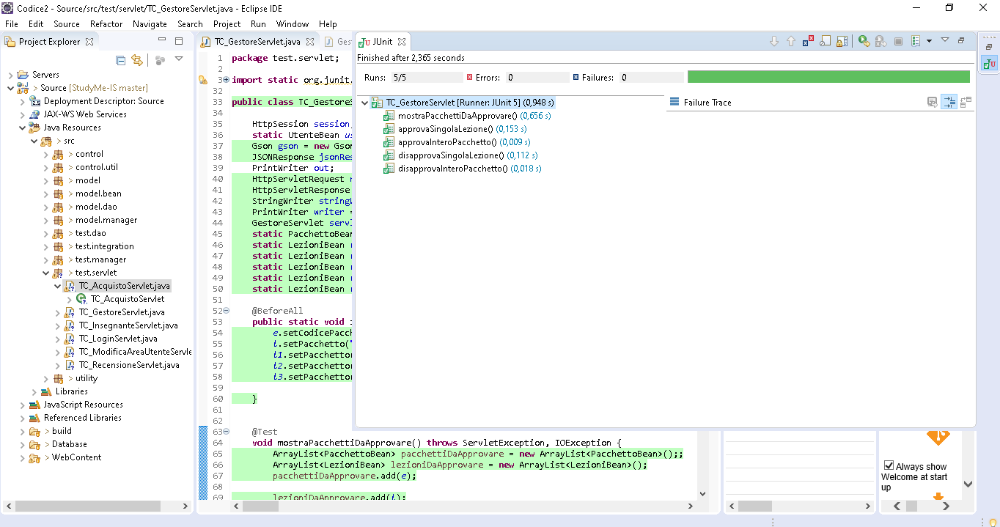 Codice2 - Source/src/test/servlet/TC_GestoreServlet.java - Eclipse IDE
File Edit Source Refactor Navigate Search Project Run Window Help
Project Explorer
Servers
> Source [StudyMe-IS master]
Deployment Descriptor: Source
JAX-WS Web Services
Java Resources
> src
> control
> control.util
> model
> model.bean
> model.dao
> model.manager
> test.dao
> test.integration
> test.manager
> test.servlet
TC_AcquistoServlet.java
TC_AcquistoServlet
TC_GestoreServlet.java
TC_InsegnanteServlet.java
TC_LoginServlet.java
TC_ModificaAreaUtenteServle
TC_RecensioneServlet.java
> utility
Libraries
JavaScript Resources
Referenced Libraries
> build
> Database
> WebContent
TC_GestoreServlet.java
Ges
1 package test.servlet;
2
3 import static org.junit.
32
33 public class TC_Gestore
34
35 HttpSession session
36 static UtenteBean us
37 Gson gson = new Gson
38 JSONResponse jsonRes
39 PrintWriter out;
40 HttpServletRequest
41 HttpServletResponse
42 StringWriter string
43 PrintWriter writer =
44 GestoreServlet serv
45 static PacchettoBean
46 static LezioniBean
47 static LezioniBean
48 static LezioniBean
49 static LezioniBean
50 static LezioniBean
51
52 @BeforeAll
53 public static void
54 e.setCodicePacch
55 l.setPacchetto("
56 l1.setPacchetto
57 l2.setPacchetto
58 l3.setPacchetto
59
60 }
61
62
63 @Test
64 void mostraPacchettiDaApprovare() throws ServletException, IOException {
65 ArrayList<PacchettoBean> pacchettiDaApprovare = new ArrayList<PacchettoBean>();;
66 ArrayList<LezioniBean> lezioniDaApprovare = new ArrayList<LezioniBean>();
67 pacchettiDaApprovare.add(e);
68
69 lezioniDaApprovare.add(l);
JUnit
Finished after 2,365 seconds
Runs: 5/5 Errors: 0 Failures: 0
TC_GestoreServlet [Runner: JUnit 5] (0,948 s)
mostraPacchettiDaApprovare() (0,656 s)
approvaSingolaLezione() (0,153 s)
approvaInteroPacchetto() (0,009 s)
disapprovaSingolaLezione() (0,112 s)
disapprovaInteroPacchetto() (0,018 s)
Failure Trace
Always show
Welcome at start
up